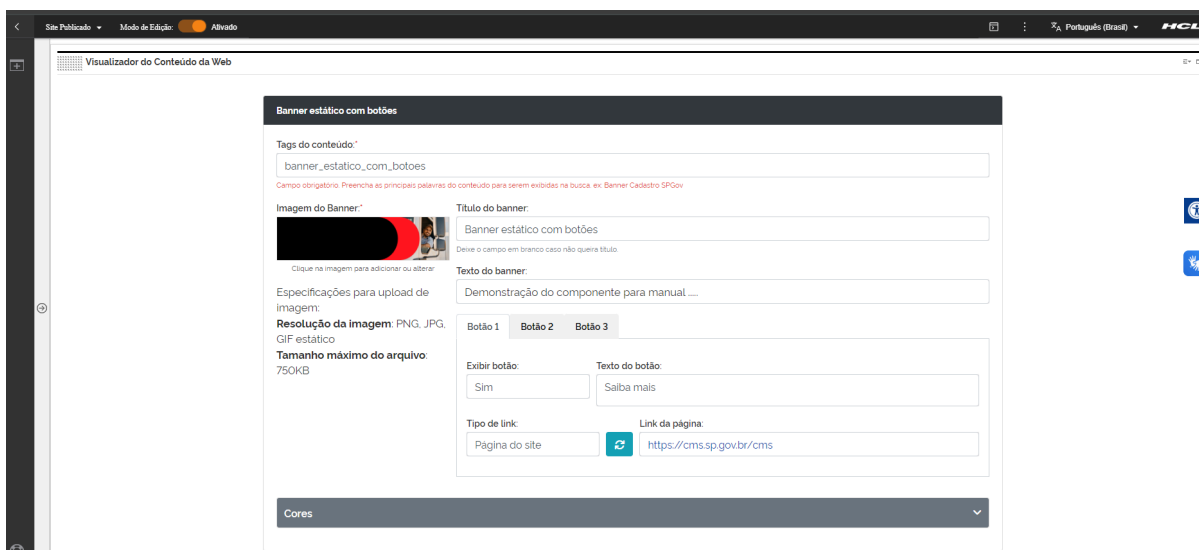 Site Publicado Modo de Edição: Ativado Português (Brasil) HCL
Visualizador do Conteúdo da Web
Banner estático com botões
Tags do conteúdo:*
banner_estatico_com_botoes
Campo obrigatório. Preencha as principais palavras do conteúdo para serem exibidas na busca. ex: Banner Cadastro SPGov
Imagem do Banner:*
Clique na imagem para adicionar ou alterar
Especificações para upload de
imagem:
Resolução da imagem: PNG, JPG,
GIF estático
Tamanho máximo do arquivo:
750KB
Título do banner:
Banner estático com botões
Deixe o campo em branco caso não queira título
Texto do banner:
Demonstração do componente para manual .....
Botão 1 Botão 2 Botão 3
Exibir botão: Texto do botão:
Sim Saiba mais
Tipo de link: Link da página:
Página do site https://cms.sp.gov.br/cms
Cores